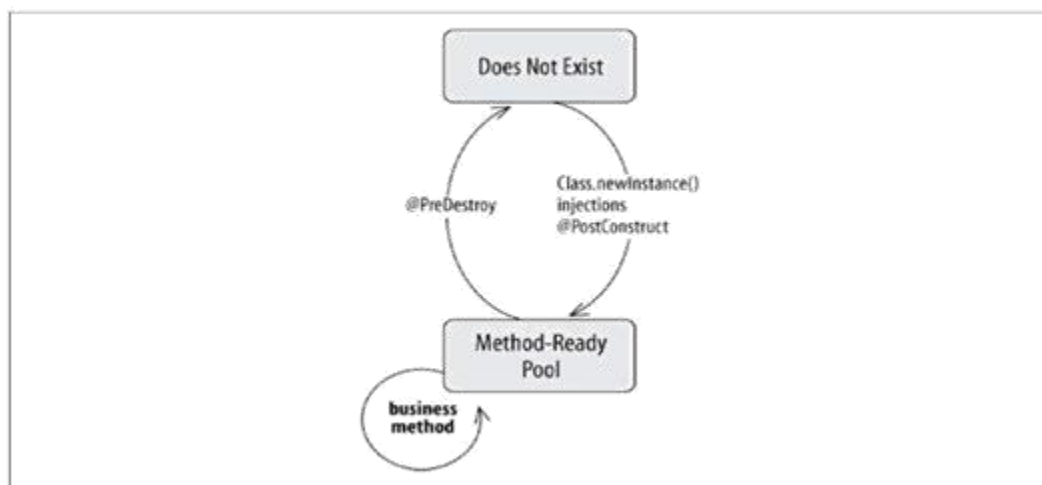 Does Not Exist
@PreDestroy
Class.newInstance()
injections
@PostConstruct
Method-Ready
Pool
business
method